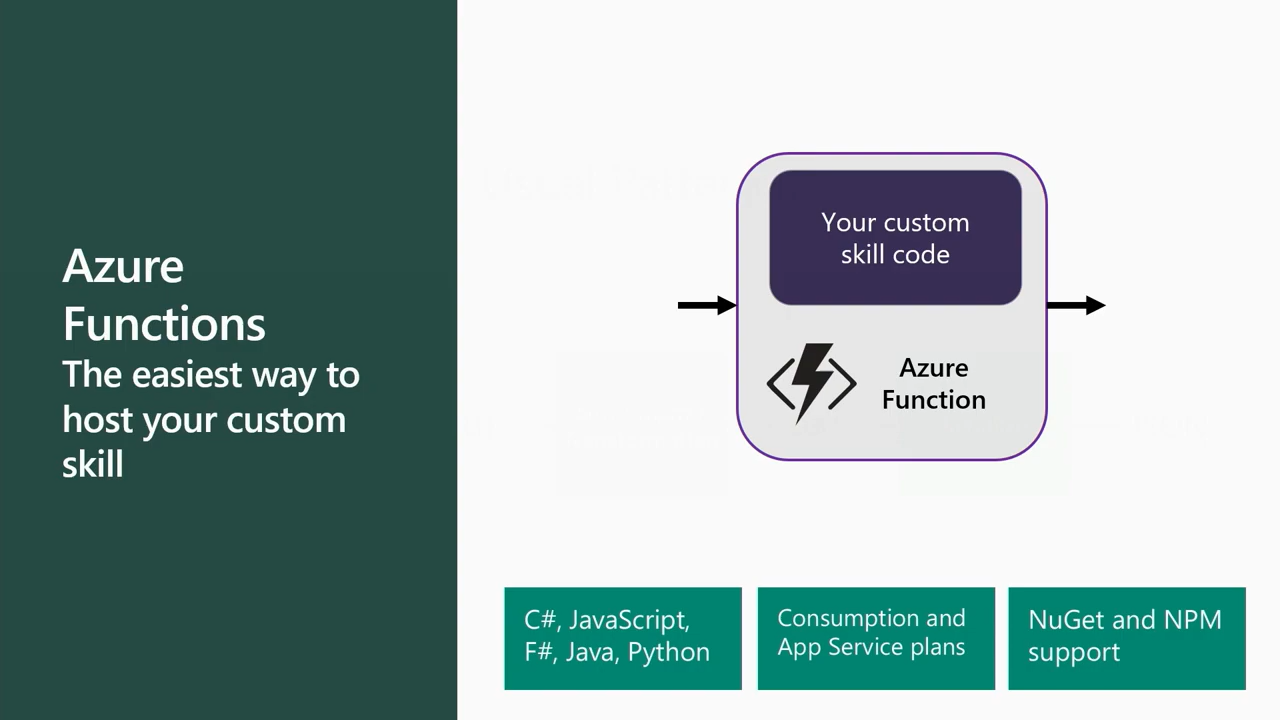 Azure
Functions
The easiest way to
host your custom
skill
Your custom
skill code
Azure
Function
C#, JavaScript,
F#, Java, Python
Consumption and
App Service plans
NuGet and NPM
support